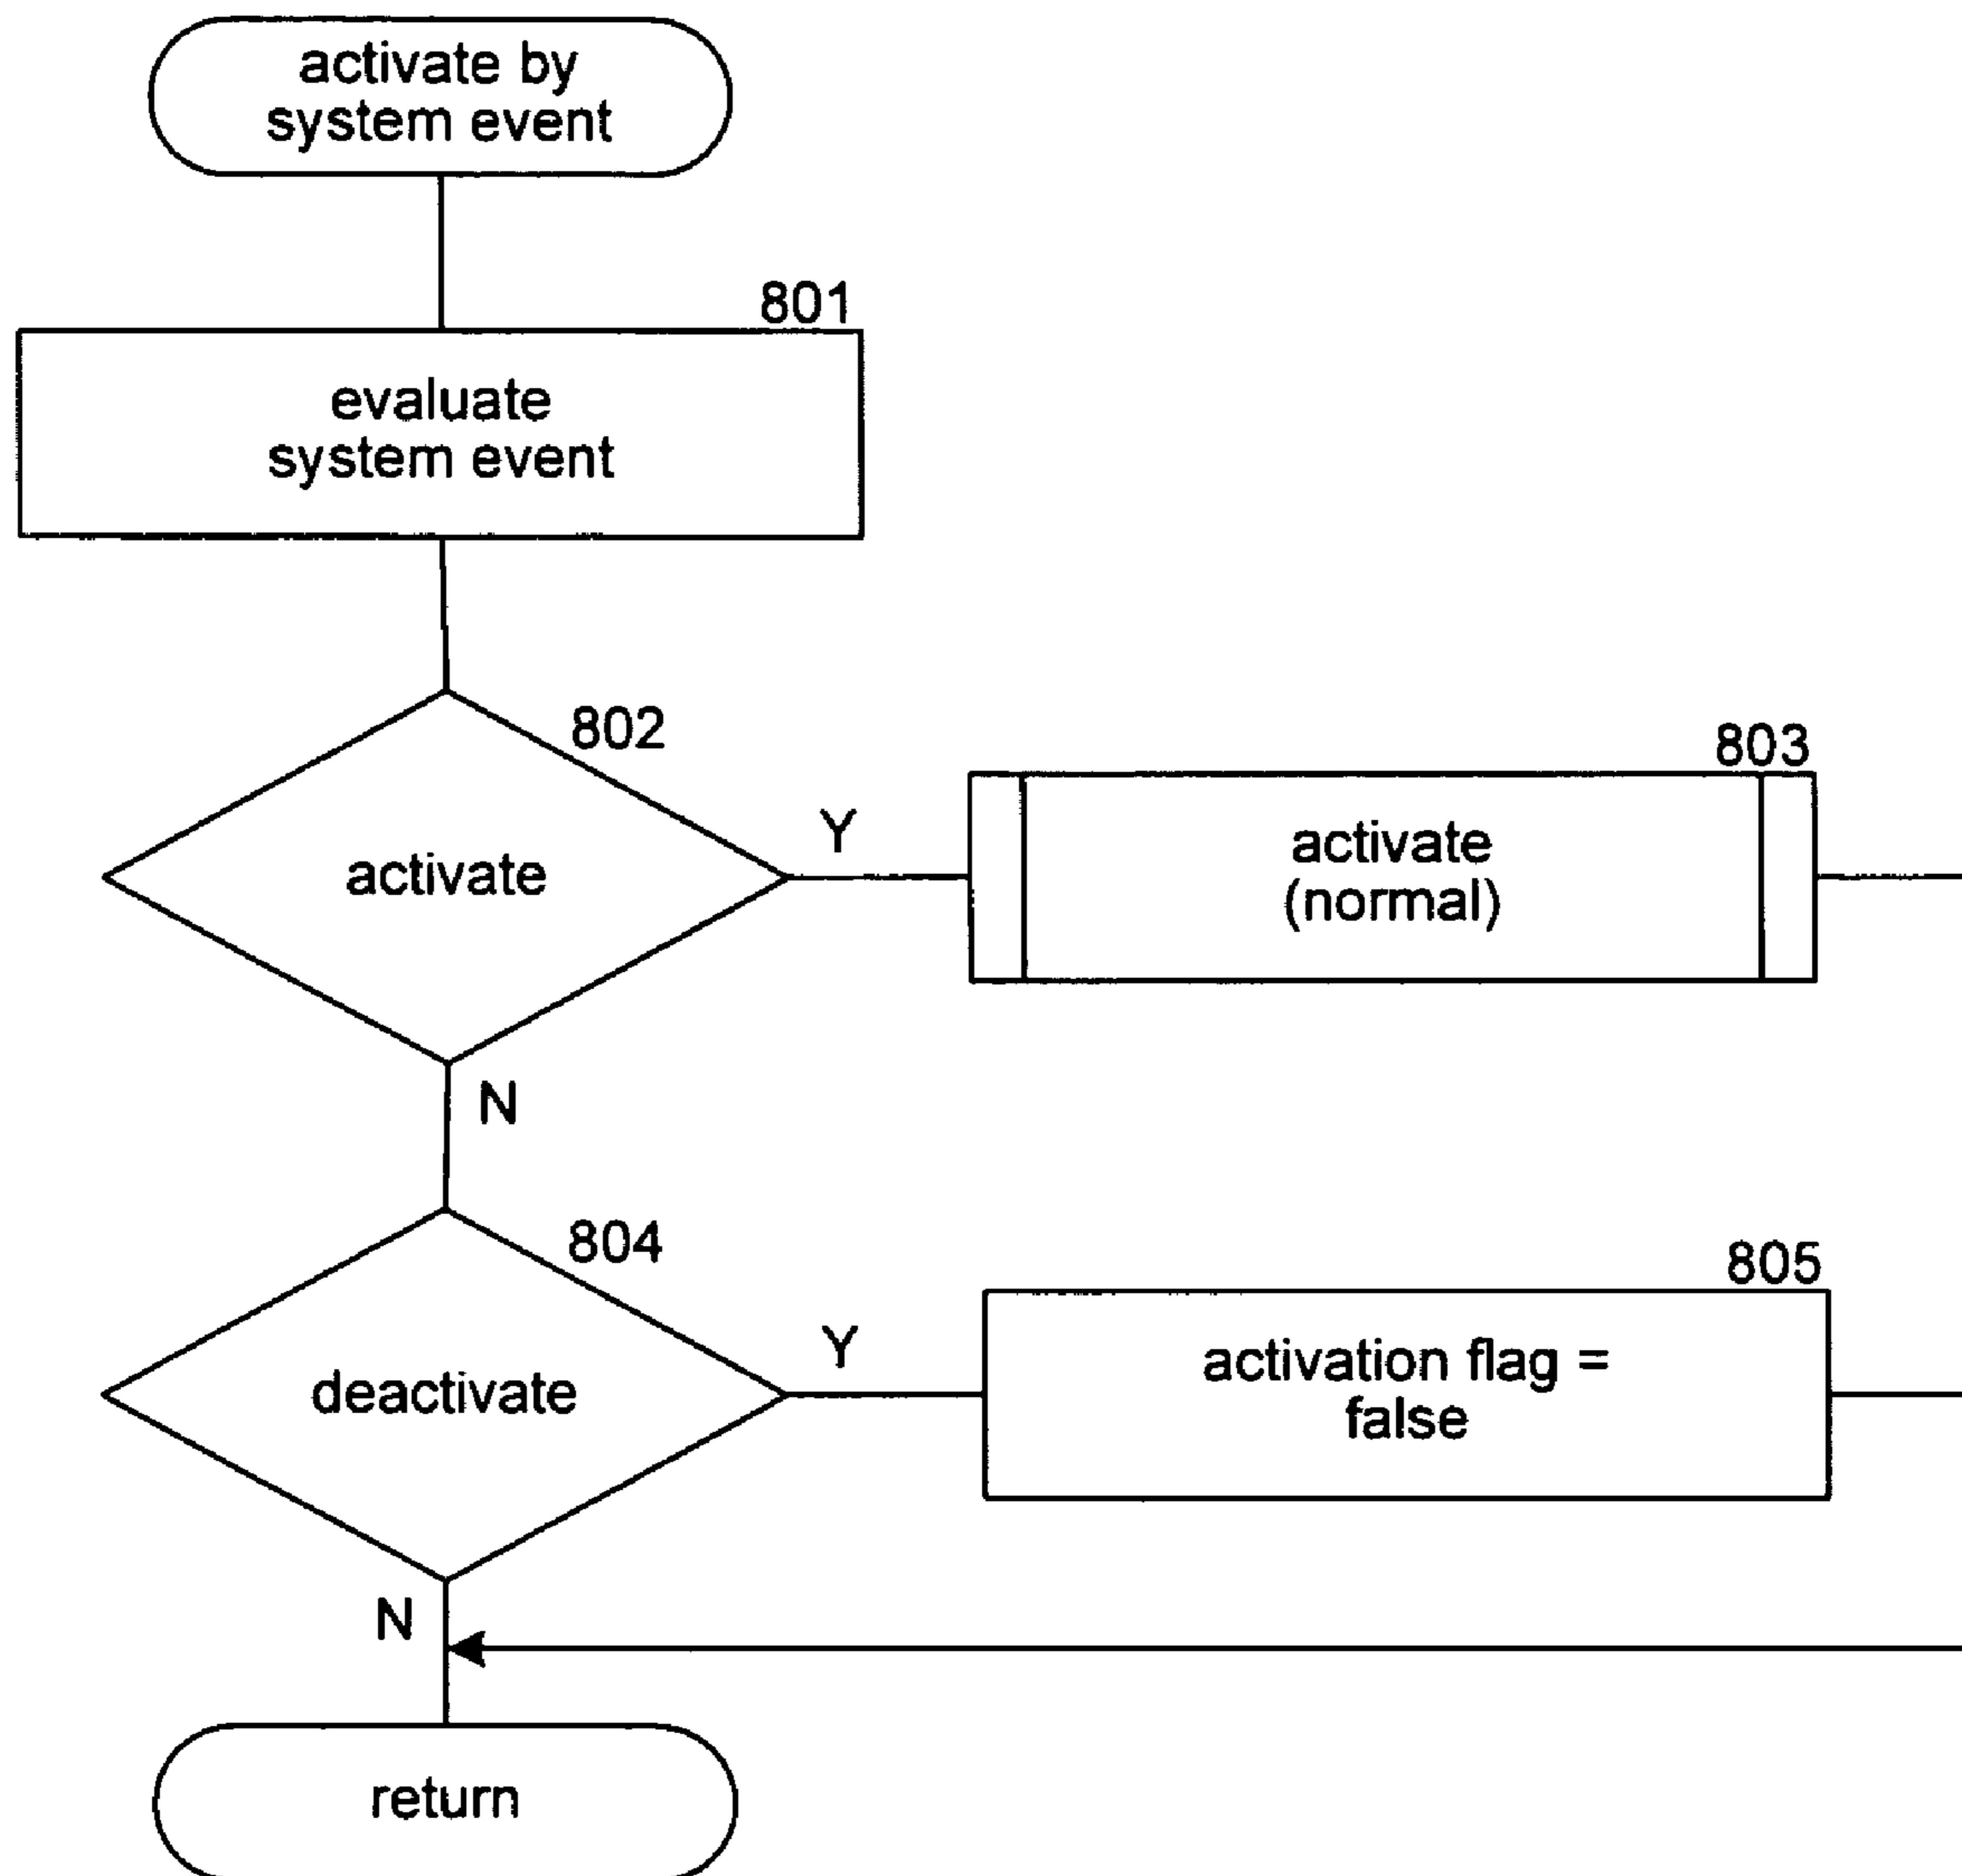 activate by
system event
801
evaluate
system event
802
activate
Y
803
activate
(normal)
N
804
deactivate
Y
805
activation flag =
false
N
return